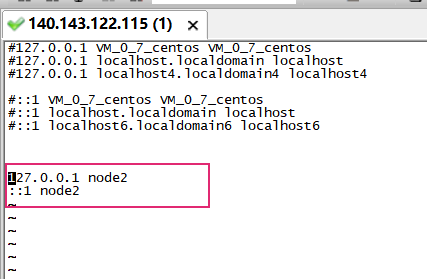 140.143.122.115 (1)
#127.0.0.1 VM_0_7_centos VM_0_7_centos
#127.0.0.1 localhost.localdomain localhost
#127.0.0.1 localhost4.localdomain4 localhost4
#::1 VM_0_7_centos VM_0_7_centos
#::1 localhost.localdomain localhost
#::1 localhost6.localdomain6 localhost6
127.0.0.1 node2
::1 node2
~
~
~
~
~
~